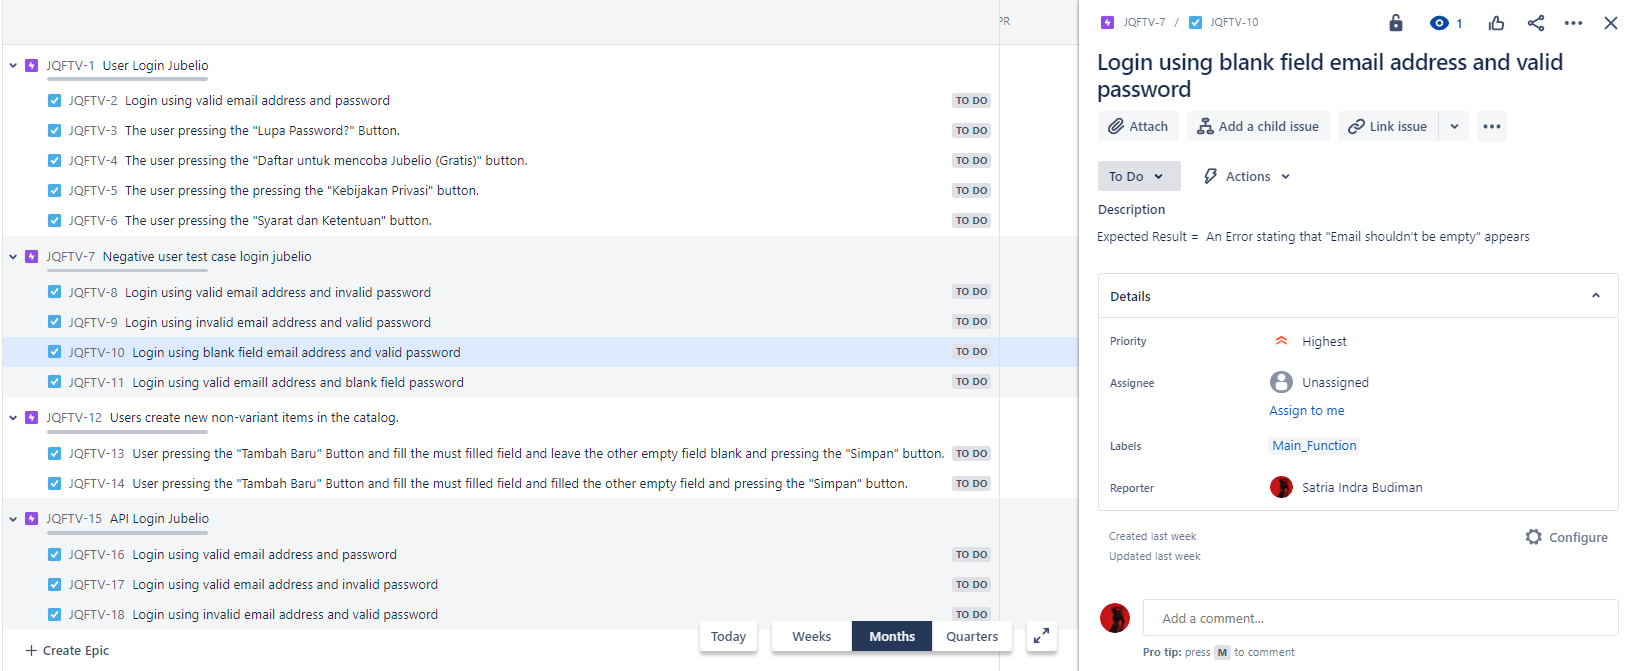 PR
JQFTV-1 User Login Jubelio
JQFTV-2 Login using valid email address and password TO DO
JQFTV-3 The user pressing the "Lupa Password?" Button. TO DO
JQFTV-4 The user pressing the "Daftar untuk mencoba Jubelio (Gratis)" button. TO DO
JQFTV-5 The user pressing the pressing the "Kebijakan Privasi" button. TO DO
JQFTV-6 The user pressing the "Syarat dan Ketentuan" button. TO DO
JQFTV-7 Negative user test case login jubelio
JQFTV-8 Login using valid email address and invalid password TO DO
JQFTV-9 Login using invalid email address and valid password TO DO
JQFTV-10 Login using blank field email address and valid password TO DO
JQFTV-11 Login using valid emaill address and blank field password TO DO
JQFTV-12 Users create new non-variant items in the catalog.
JQFTV-13 User pressing the "Tambah Baru" Button and fill the must filled field and leave the other empty field blank and pressing the "Simpan" button. TO DO
JQFTV-14 User pressing the "Tambah Baru" Button and fill the must filled field and filled the other empty field and pressing the "Simpan" button. TO DO
JQFTV-15 API Login Jubelio
JQFTV-16 Login using valid email address and password TO DO
JQFTV-17 Login using valid email address and invalid password TO DO
JQFTV-18 Login using invalid email address and valid password TO DO
+ Create Epic
Today Weeks Months Quarters
JQFTV-7 / JQFTV-10 1
Login using blank field email address and valid
password
Attach Add a child issue Link issue
To Do Actions
Description
Expected Result = An Error stating that "Email shouldn't be empty" appears
Details
Priority Highest
Assignee Unassigned
Assign to me
Labels Main_Function
Reporter Satria Indra Budiman
Created last week Configure
Updated last week
Add a comment...
Pro tip: press M to comment